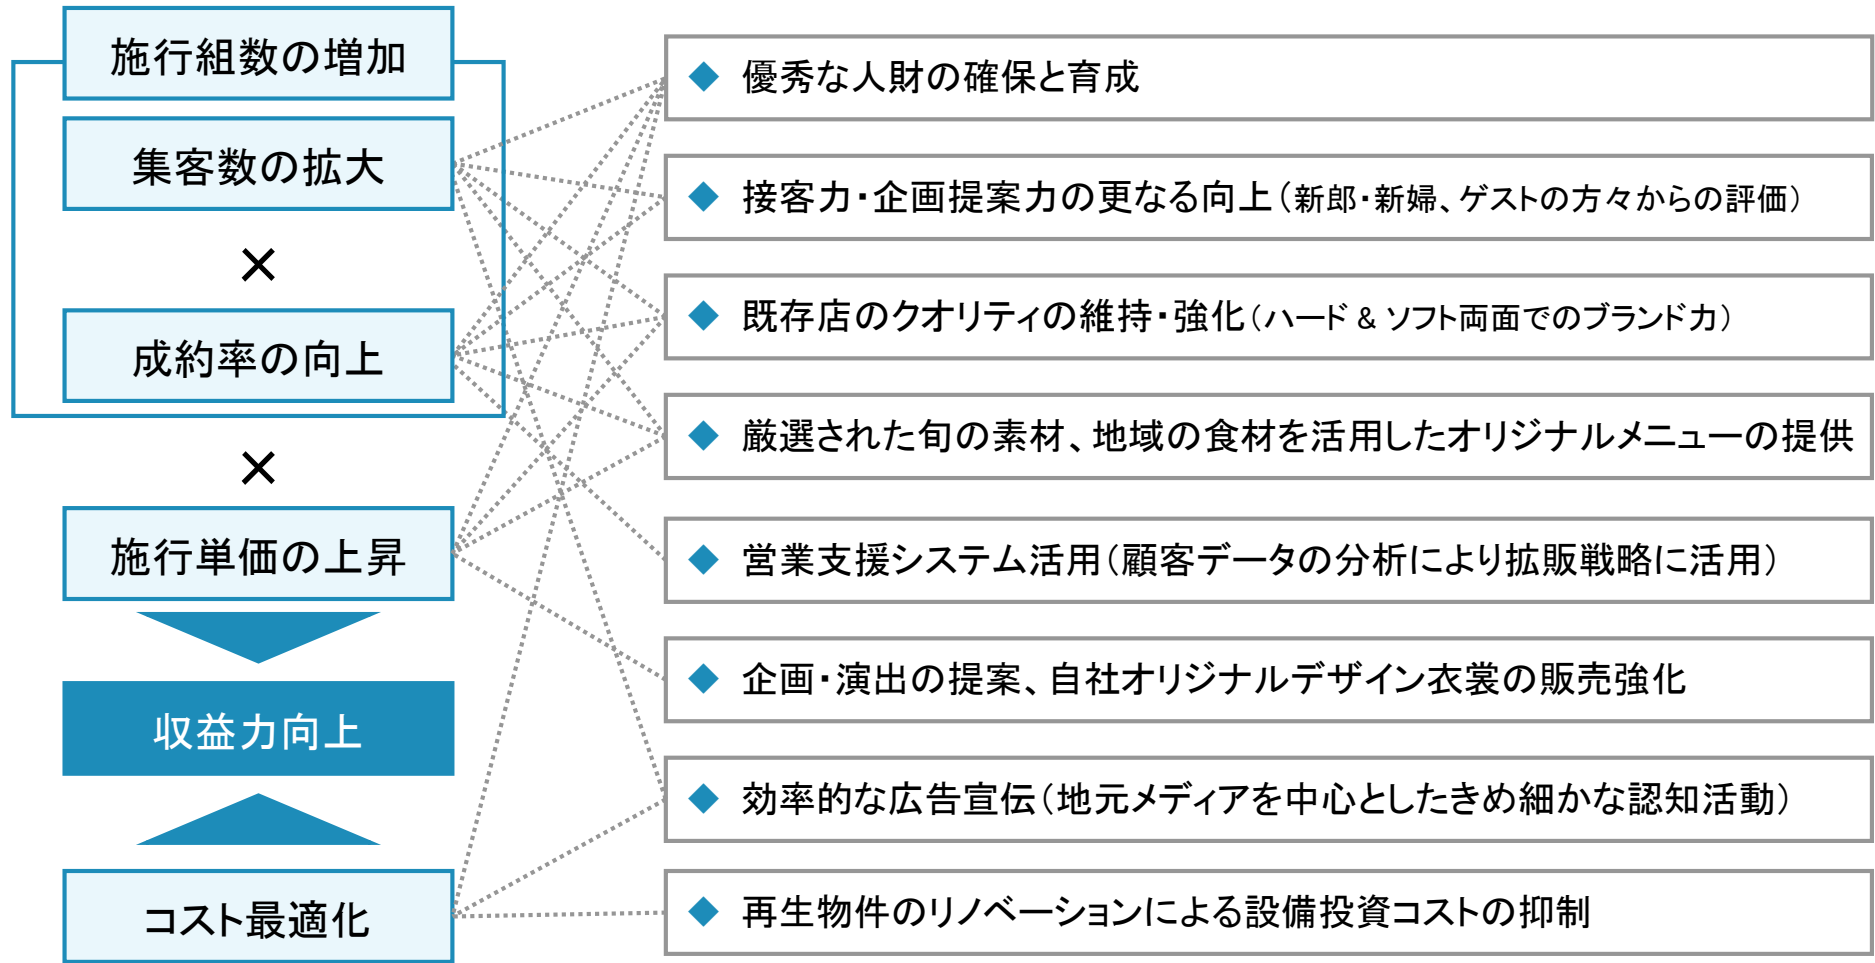 施行組数の増加
集客数の拡大
×
成約率の向上
×
施行単価の上昇
収益力向上
コスト最適化
◆ 優秀な人財の確保と育成
◆ 接客力・企画提案力の更なる向上（新郎・新婦、ゲストの方々からの評価）
◆ 既存店のクオリティの維持・強化（ハード & ソフト両面でのブランド力）
◆ 厳選された旬の素材、地域の食材を活用したオリジナルメニューの提供
◆ 営業支援システム活用（顧客データの分析により拡販戦略に活用）
◆ 企画・演出の提案、自社オリジナルデザイン衣裳の販売強化
◆ 効率的な広告宣伝（地元メディアを中心としたきめ細かな認知活動）
◆ 再生物件のリノベーションによる設備投資コストの抑制